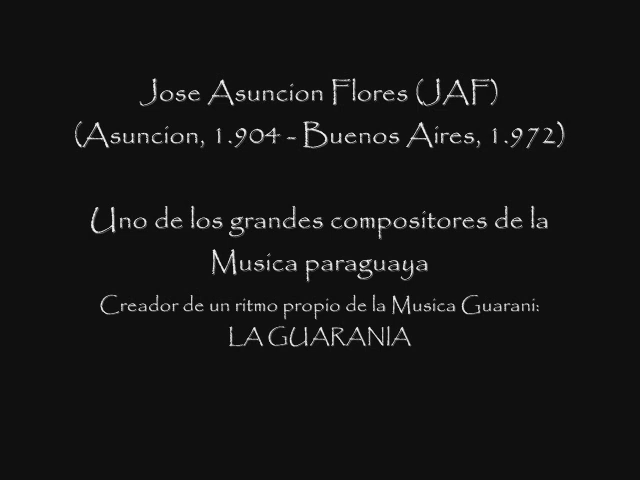 Jose Asuncion Flores (JAF)
(Asuncion, 1.904 - Buenos Aires, 1.972)
Uno de los grandes compositores de la
Musica paraguaya
Creador de un ritmo propio de la Musica Guarani:
LA GUARANIA